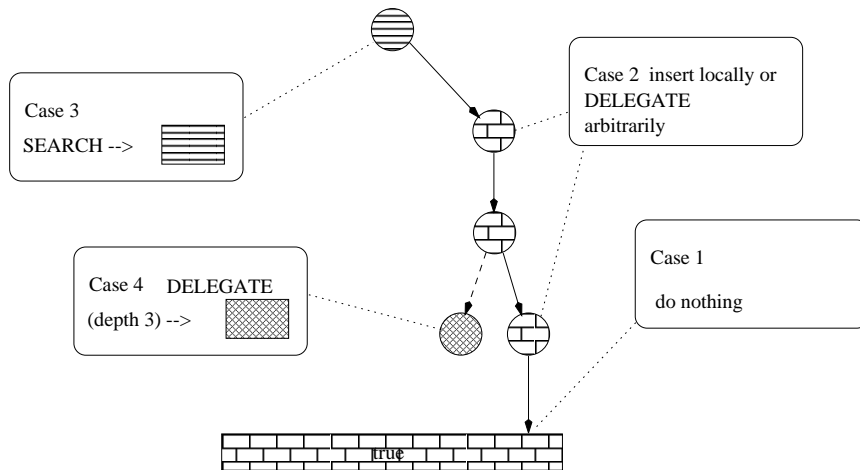 Case 2 insert locally or
DELEGATE
arbitrarily
Case 3
SEARCH -->
Case 1
do nothing
Case 4 DELEGATE
(depth 3) -->
true